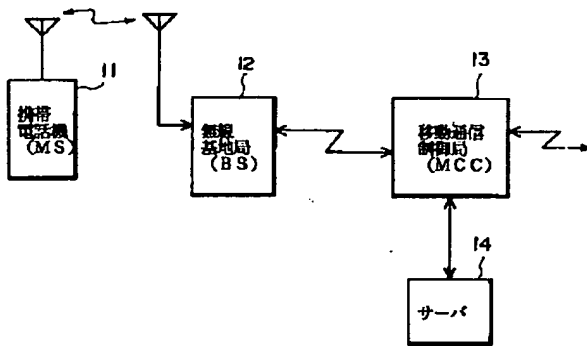 11
携帯
電話機
(MS)
12
無線
基地局
(BS)
13
移動通信
制御局
(MCC)
14
サーバ